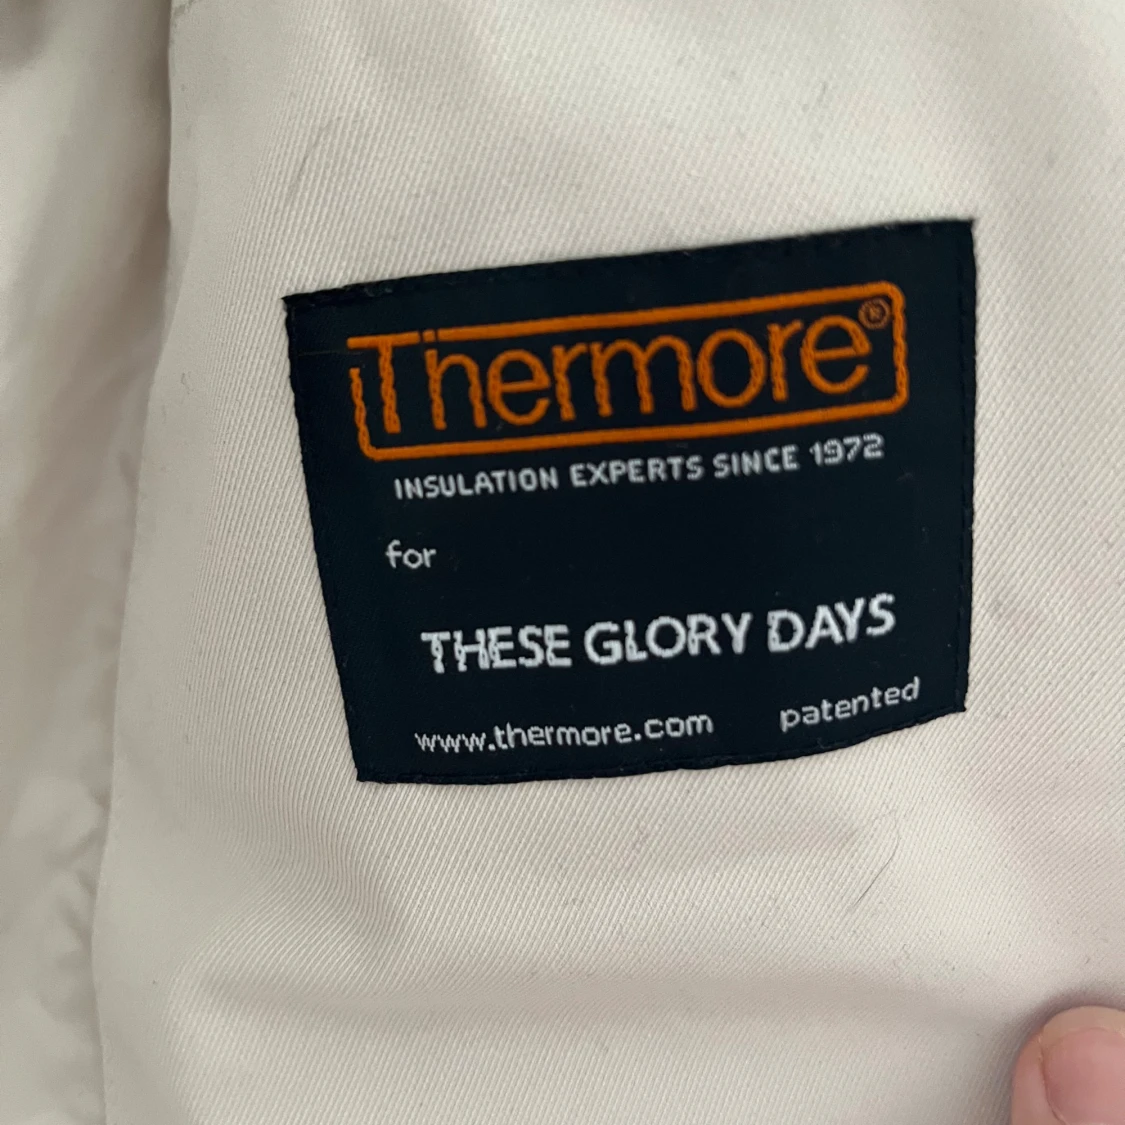 Thermore®
INSULATION EXPERTS SINCE 1972
for
THESE GLORY DAYS
www.thermore.com patented